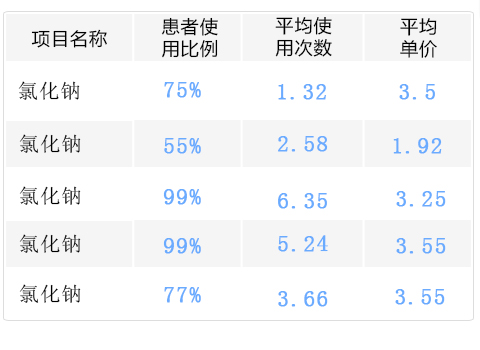 项目名称 患者使用比例 平均使用次数 平均单价
氯化钠 75% 1.32 3.5
氯化钠 55% 2.58 1.92
氯化钠 99% 6.35 3.25
氯化钠 99% 5.24 3.55
氯化钠 77% 3.66 3.55